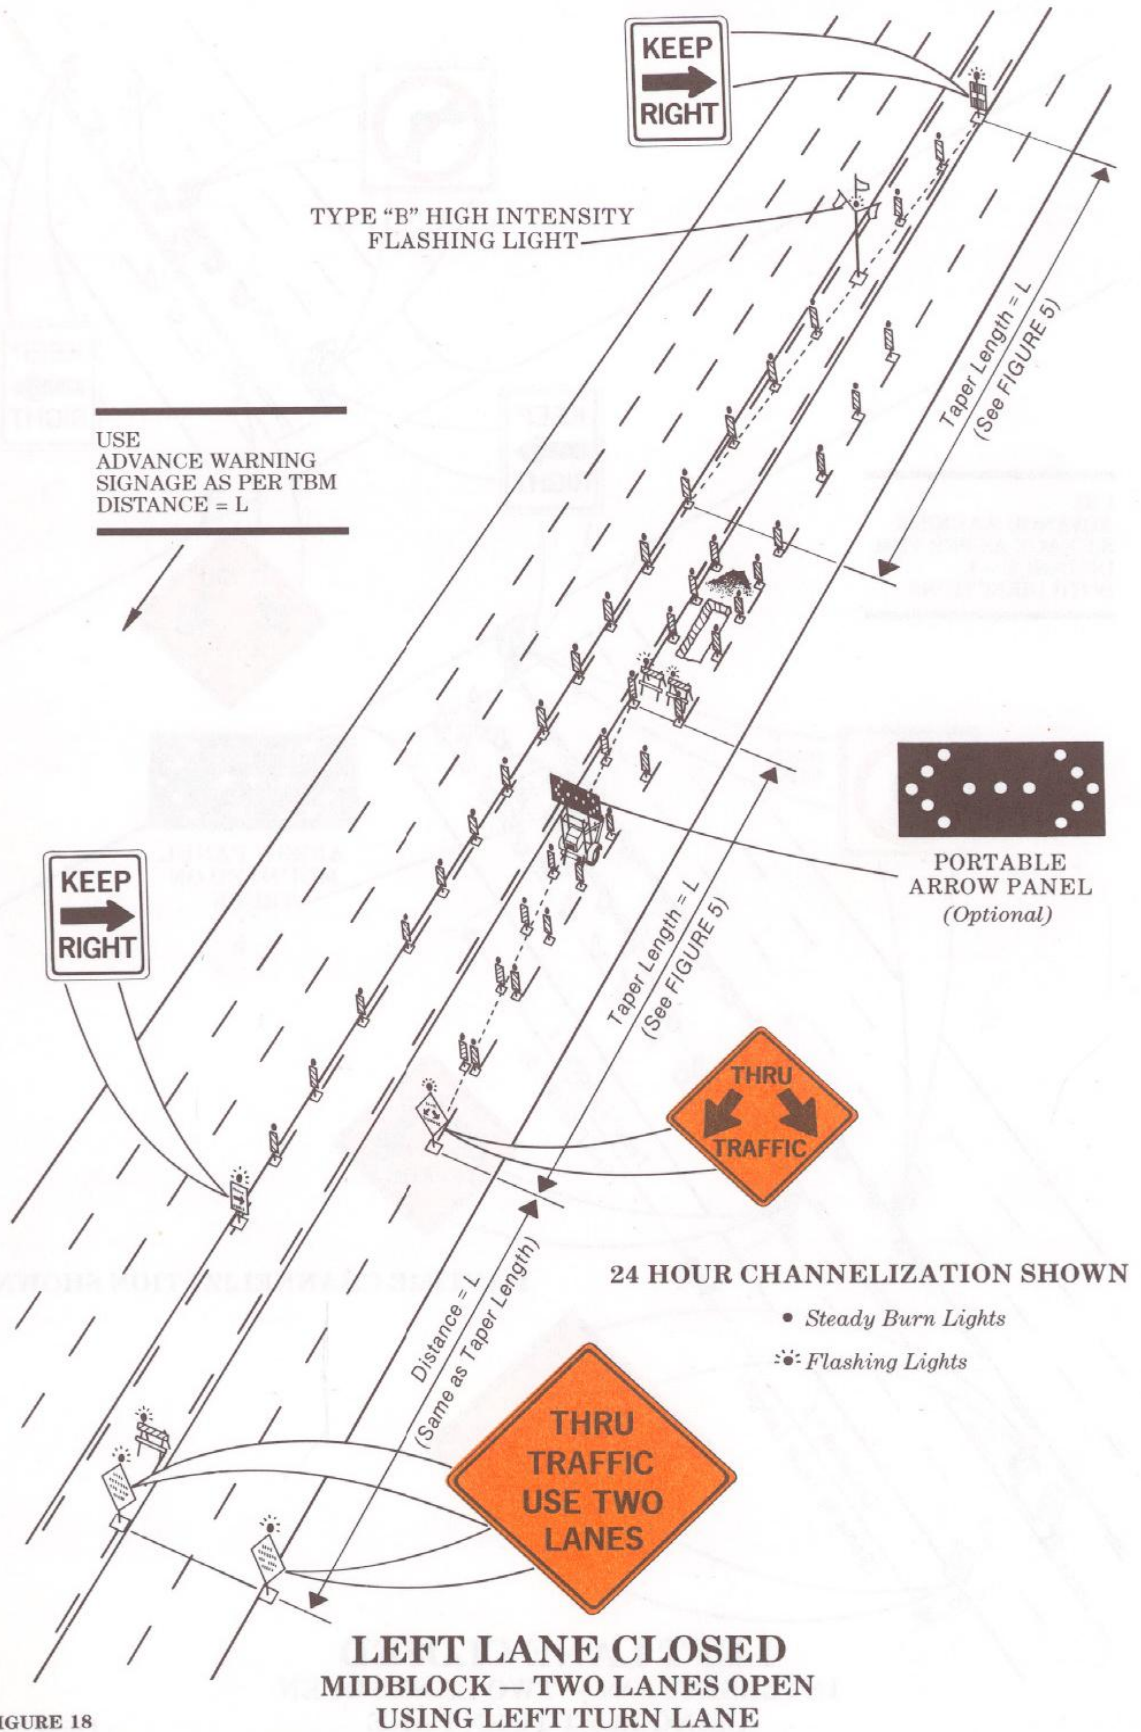 KEEP
RIGHT
TYPE “B” HIGH INTENSITY
FLASHING LIGHT
Taper Length = L
(See FIGURE 5)
USE
ADVANCE WARNING
SIGNAGE AS PER TBM
DISTANCE = L
PORTABLE
ARROW PANEL
(Optional)
KEEP
RIGHT
Taper Length = L
(See FIGURE 5)
THRU
TRAFFIC
24 HOUR CHANNELIZATION SHOWN
Steady Burn Lights
Flashing Lights
Distance = L
(Same as Taper Length)
THRU
TRAFFIC
USE TWO
LANES
LEFT LANE CLOSED
MIDBLOCK — TWO LANES OPEN
USING LEFT TURN LANE
IGURE 18